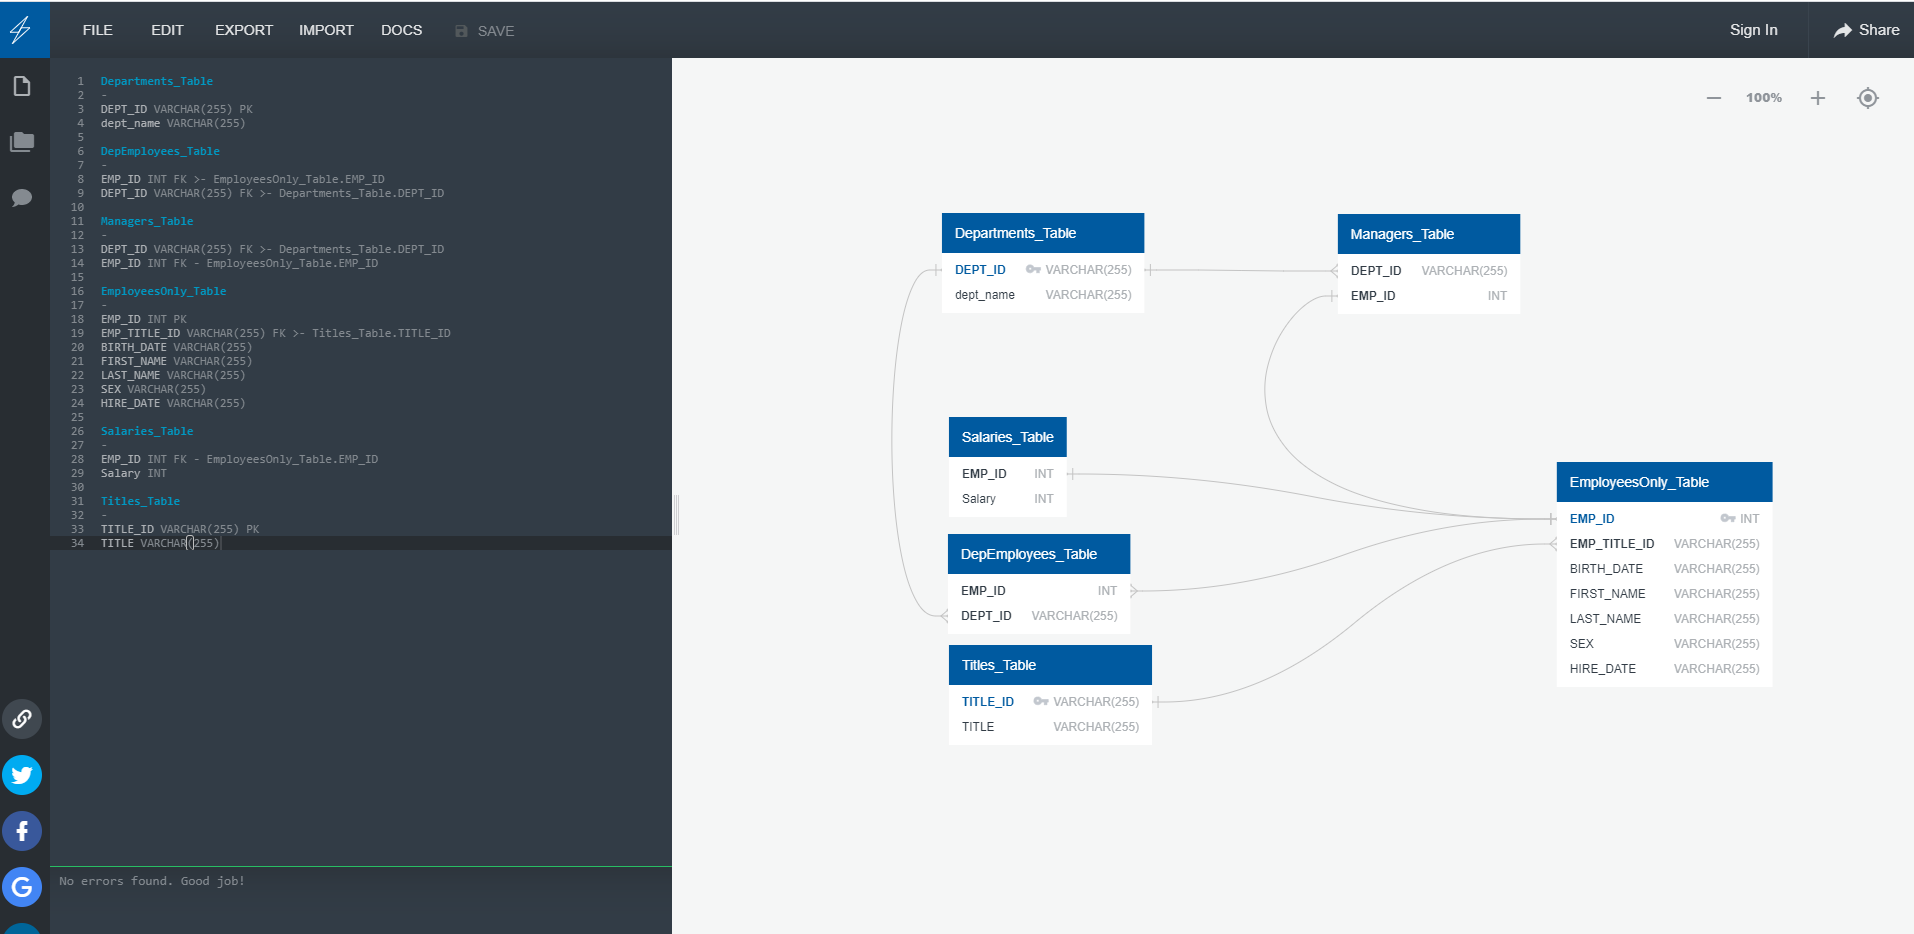 FILE EDIT EXPORT IMPORT DOCS SAVE Sign In Share
1 Departments_Table
2 -
3 DEPT_ID VARCHAR(255) PK
4 dept_name VARCHAR(255)
5
6 DepEmployees_Table
7 -
8 EMP_ID INT FK >- EmployeesOnly_Table.EMP_ID
9 DEPT_ID VARCHAR(255) FK >- Departments_Table.DEPT_ID
10
11 Managers_Table
12 -
13 DEPT_ID VARCHAR(255) FK >- Departments_Table.DEPT_ID
14 EMP_ID INT FK - EmployeesOnly_Table.EMP_ID
15
16 EmployeesOnly_Table
17 -
18 EMP_ID INT PK
19 EMP_TITLE_ID VARCHAR(255) FK >- Titles_Table.TITLE_ID
20 BIRTH_DATE VARCHAR(255)
21 FIRST_NAME VARCHAR(255)
22 LAST_NAME VARCHAR(255)
23 SEX VARCHAR(255)
24 HIRE_DATE VARCHAR(255)
25
26 Salaries_Table
27 -
28 EMP_ID INT FK - EmployeesOnly_Table.EMP_ID
29 Salary INT
30
31 Titles_Table
32 -
33 TITLE_ID VARCHAR(255) PK
34 TITLE VARCHAR(255)
No errors found. Good job!
100%
Departments_Table
DEPT_ID VARCHAR(255)
dept_name VARCHAR(255)
Managers_Table
DEPT_ID VARCHAR(255)
EMP_ID INT
Salaries_Table
EMP_ID INT
Salary INT
DepEmployees_Table
EMP_ID INT
DEPT_ID VARCHAR(255)
Titles_Table
TITLE_ID VARCHAR(255)
TITLE VARCHAR(255)
EmployeesOnly_Table
EMP_ID INT
EMP_TITLE_ID VARCHAR(255)
BIRTH_DATE VARCHAR(255)
FIRST_NAME VARCHAR(255)
LAST_NAME VARCHAR(255)
SEX VARCHAR(255)
HIRE_DATE VARCHAR(255)